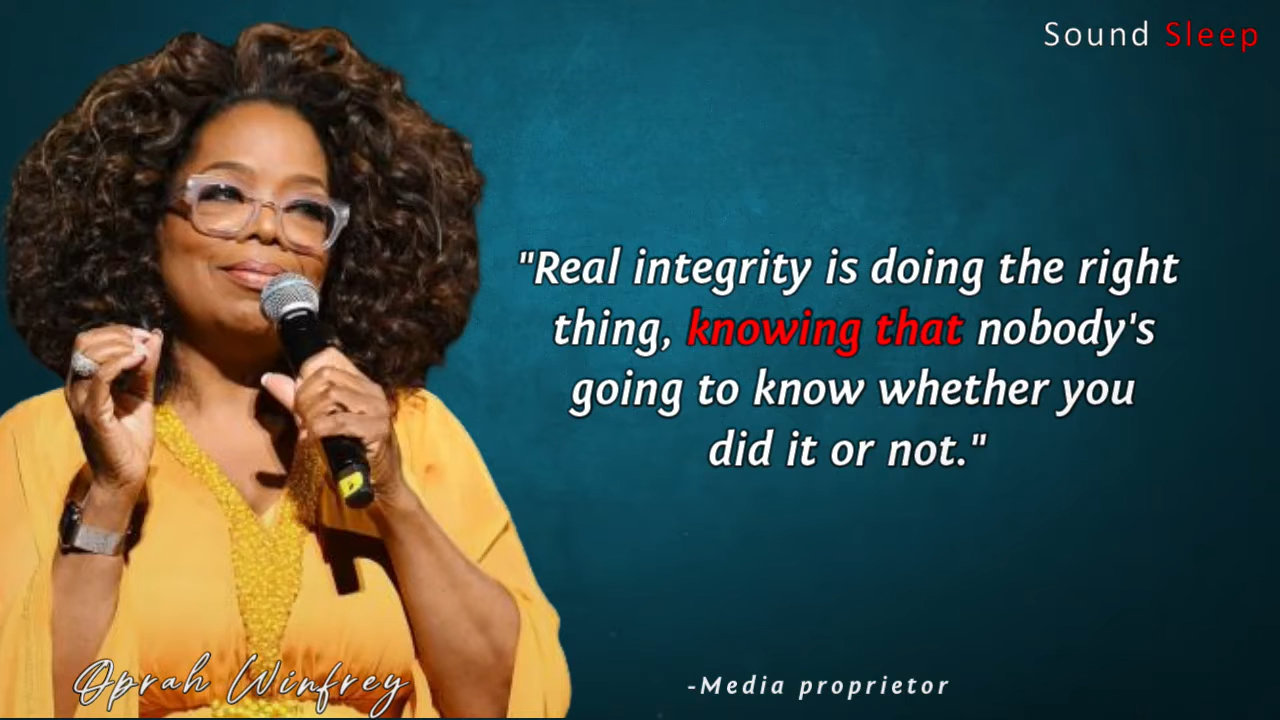 Sound Sleep
"Real integrity is doing the right
thing, knowing that nobody's
going to know whether you
did it or not."
Oprah Winfrey
-Media proprietor